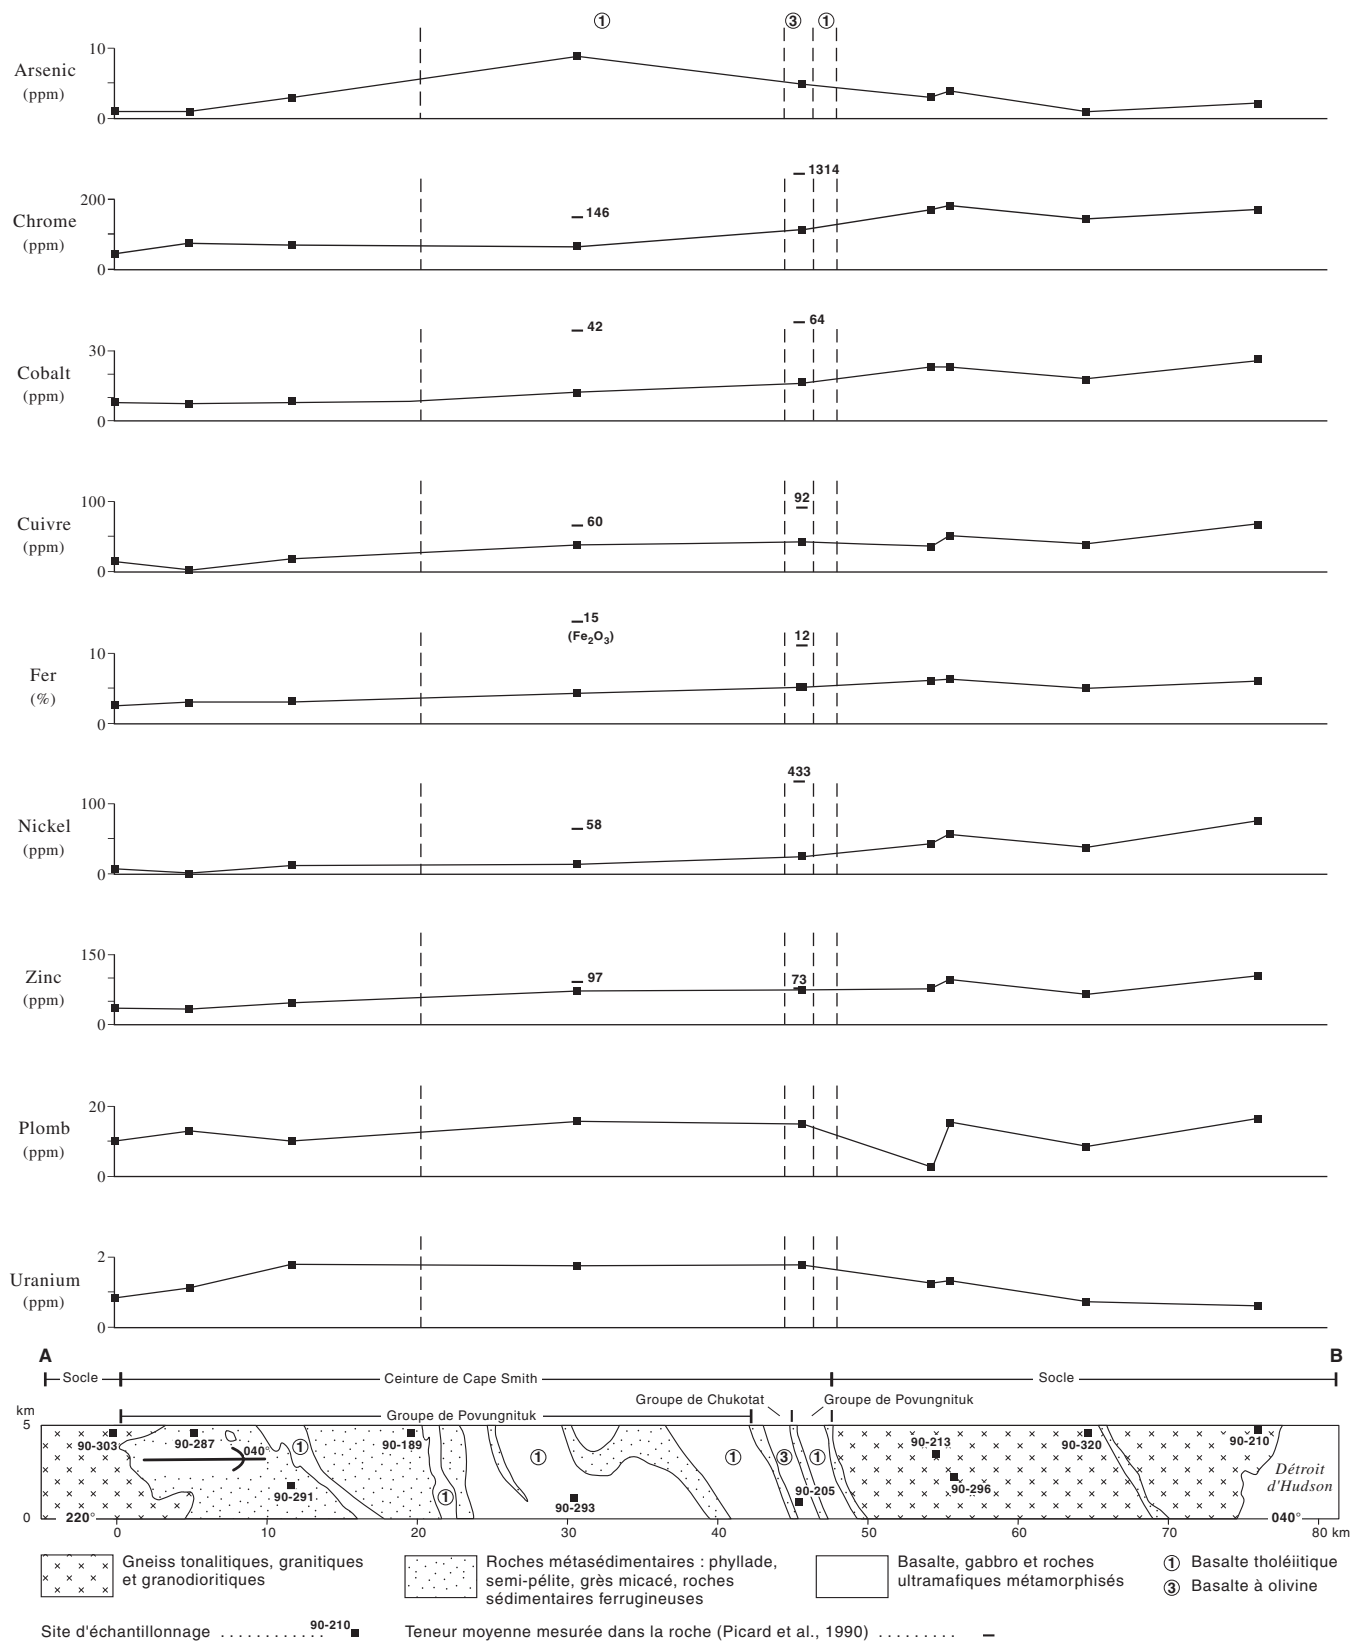 1 3 1
10
Arsenic
(ppm)
0
1314
200
146
Chrome
(ppm)
0
64
42
30
Cobalt
(ppm)
0
92
100
60
Cuivre
(ppm)
0
15
(Fe2O3)
12
10
Fer
(%)
0
433
100
58
Nickel
(ppm)
0
150
97
73
Zinc
(ppm)
0
20
Plomb
(ppm)
0
2
Uranium
(ppm)
0
A B
Socle Ceinture de Cape Smith Socle
Groupe de Chukotat Groupe de Povungnituk
km
Groupe de Povungnituk
5
90-303 90-287 040° 1 90-189 1 1 3 1 90-213 90-320 90-210
90-291 1 90-293 90-205 90-296 Détroit
d'Hudson
0 220° 040°
0 10 20 30 40 50 60 70 80 km
Gneiss tonalitiques, granitiques
et granodioritiques
Roches métasédimentaires : phyllade,
semi-pélite, grès micacé, roches
sédimentaires ferrugineuses
Basalte, gabbro et roches
ultramafiques métamorphisés
1 Basalte tholéiitique
3 Basalte à olivine
Site d'échantillonnage . . . . . . . . . . . . 90-210
Teneur moyenne mesurée dans la roche (Picard et al., 1990) . . . . . . . . .